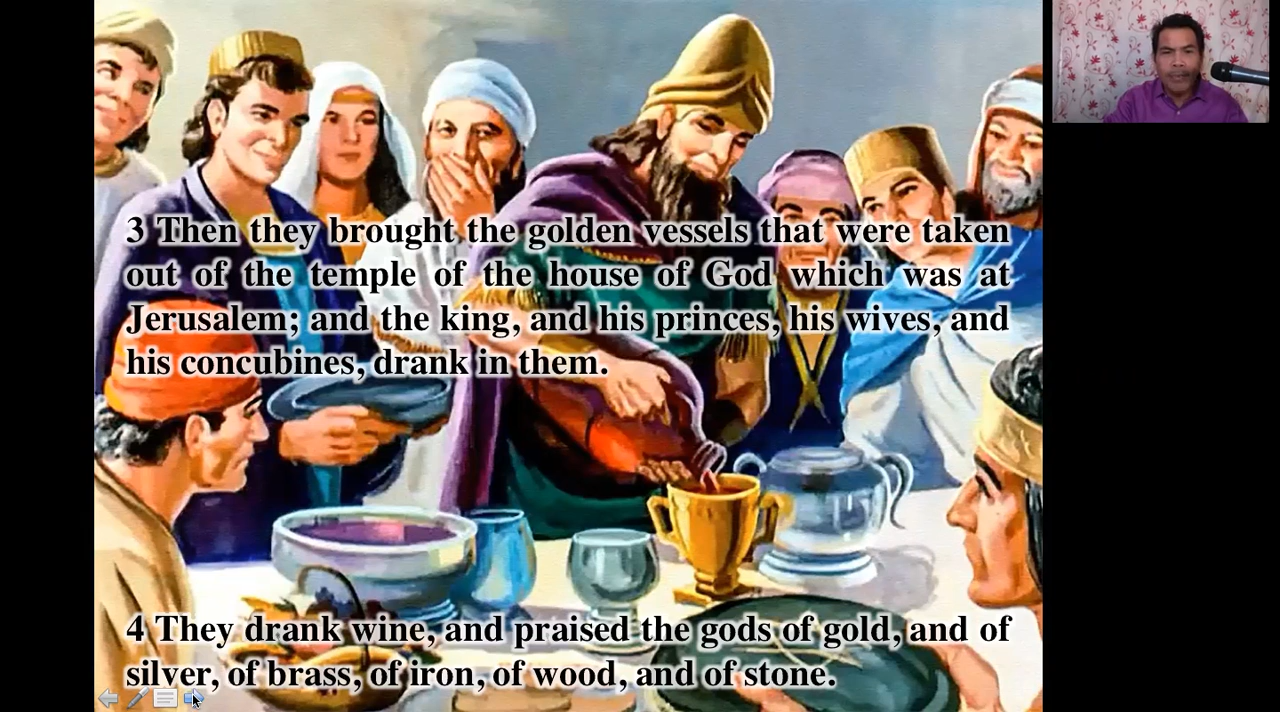 3 Then they brought the golden vessels that were taken
out of the temple of the house of God which was at
Jerusalem; and the king, and his princes, his wives, and
his concubines, drank in them.
4 They drank wine, and praised the gods of gold, and of
silver, of brass, of iron, of wood, and of stone.